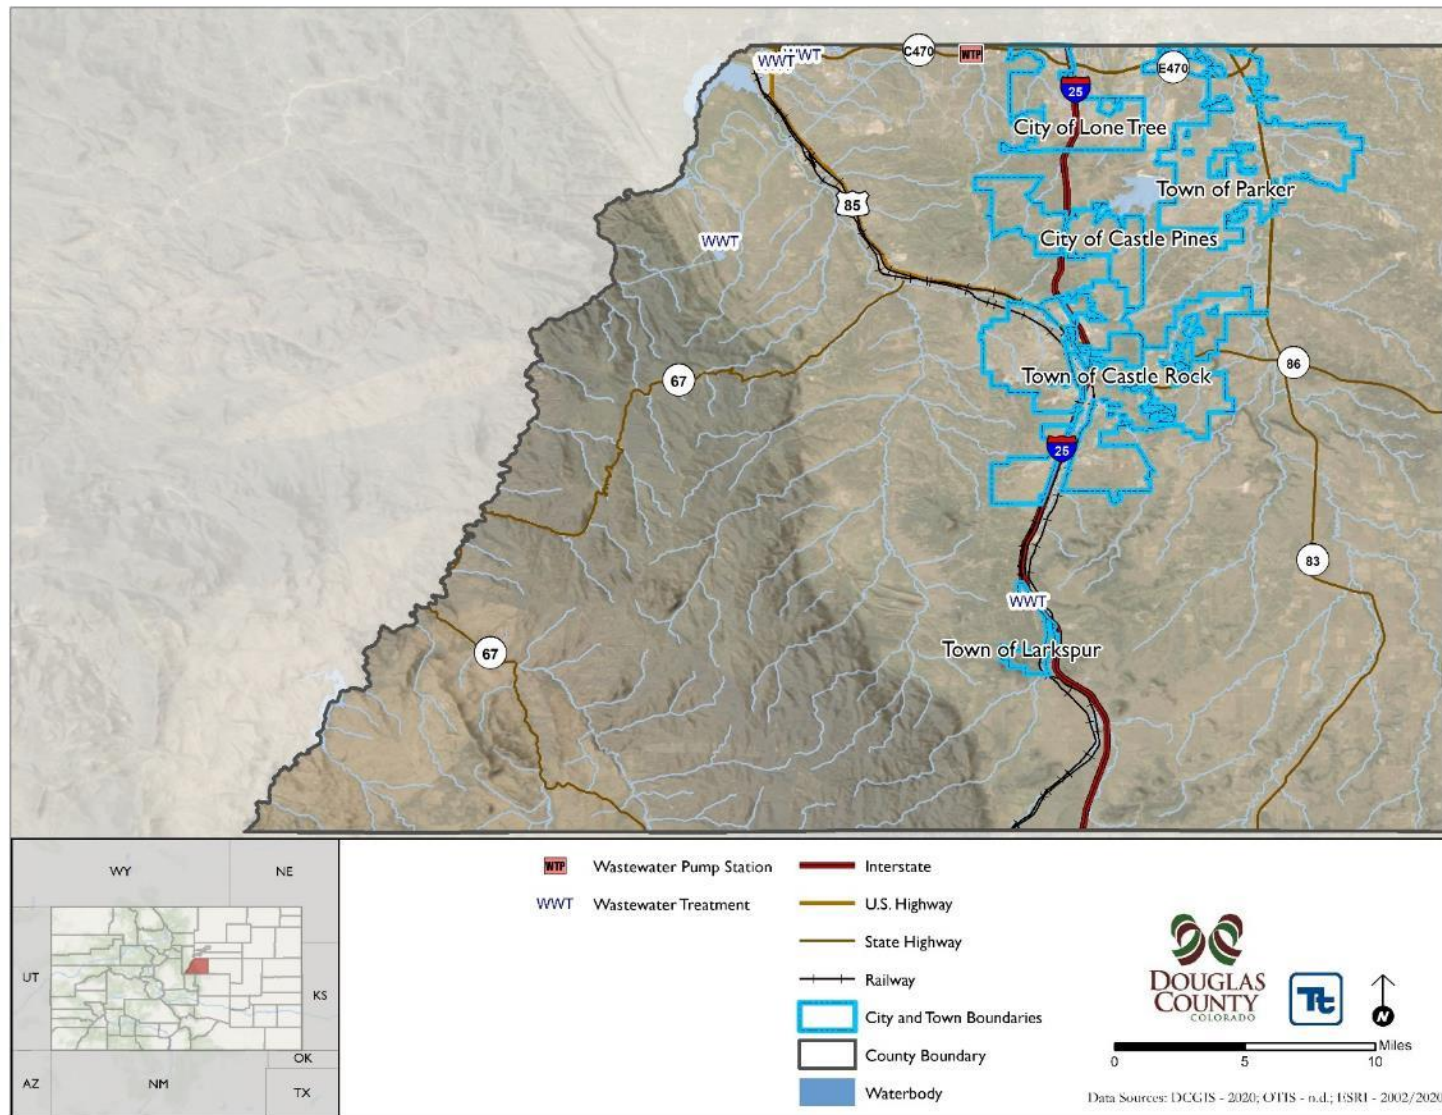 C470
WTP
WWT
WWT
E470
25
City of Lone Tree
Town of Parker
85
WWT
City of Castle Pines
67
Town of Castle Rock
86
25
83
WWT
Town of Larkspur
67
WY
NE
UT
KS
OK
AZ
NM
TX
WTP Wastewater Pump Station
WWT Wastewater Treatment
Interstate
U.S. Highway
State Highway
Railway
City and Town Boundaries
County Boundary
Waterbody
DOUGLAS
COUNTY
COLORADO
Tt
N
Miles
0 5 10
Data Sources: DCGIS - 2020; OTIS - n.d.; ESRI - 2002/2020